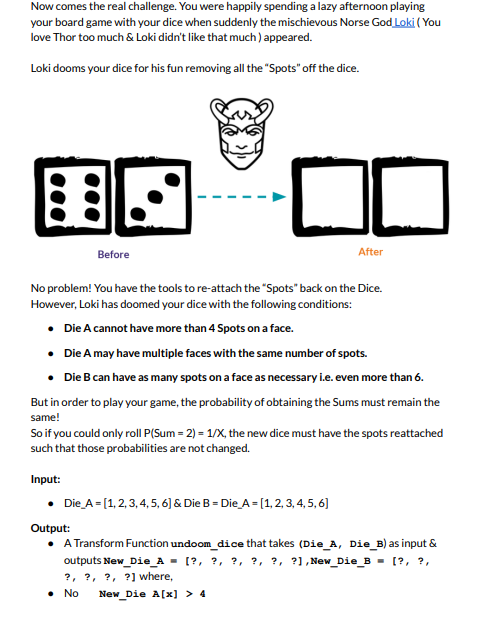 Now comes the real challenge. You were happily spending a lazy afternoon playing
your board game with your dice when suddenly the mischievous Norse God Loki ( You
love Thor too much & Loki didn't like that much ) appeared.
Loki dooms your dice for his fun removing all the "Spots" off the dice.
Before
After
No problem! You have the tools to re-attach the "Spots" back on the Dice.
However, Loki has doomed your dice with the following conditions:
● Die A cannot have more than 4 Spots on a face.
● Die A may have multiple faces with the same number of spots.
● Die B can have as many spots on a face as necessary i.e. even more than 6.
But in order to play your game, the probability of obtaining the Sums must remain the
same!
So if you could only roll P(Sum = 2) = 1/X, the new dice must have the spots reattached
such that those probabilities are not changed.
Input:
● Die_A = [1, 2, 3, 4, 5, 6] & Die B = Die_A = [1, 2, 3, 4, 5, 6]
Output:
● A Transform Function undoom_dice that takes (Die_A, Die_B) as input &
outputs New_Die_A = [?, ?, ?, ?, ?, ?] ,New_Die_B = [?, ?,
?, ?, ?, ?] where,
● No New_Die A[x] > 4